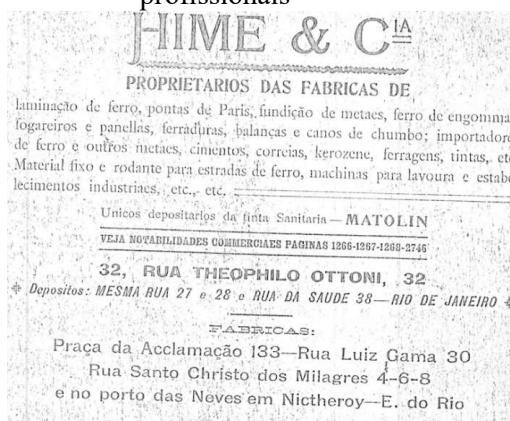 profissionais
HIME & CIA
PROPRIETARIOS DAS FABRICAS DE
laminação de ferro, pontas de Paris, fundição de metaes, ferro de engomma
fogareiros e panellas, ferraduras, balanças e canos de chumbo; importadore
de ferro e outros metaes, cimentos, correias, kerozene, ferragens, tintas, etc
Material fixo e rodante para estradas de ferro, machinas para lavoura e estabe
lecimentos industriaes, etc., etc.
Unicos depositarios da tinta Sanitaria — MATOLIN
VEJA NOTABILIDADES COMMERCIAES PAGINAS 1266-1267-1268-2746
32, RUA THEOPHILO OTTONI, 32
Depositos: MESMA RUA 27 e 28 e RUA DA SAUDE 38—RIO DE JANEIRO
FABRICAS:
Praça da Acclamação 133—Rua Luiz Gama 30
Rua Santo Christo dos Milagres 4-6-8
e no porto das Neves em Nictheroy—E. do Rio